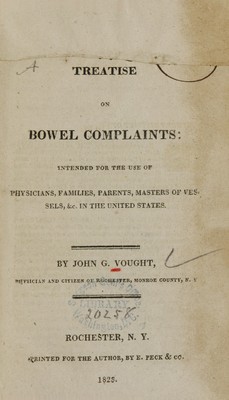 A
TREATISE
ON
BOWEL COMPLAINTS:
INTENDED FOR THE USE OF
PHYSICIANS, FAMILIES, PARENTS, MASTERS OF VES-
SELS, &c. IN THE UNITED STATES.
BY JOHN G. VOUGHT,
PHYSICIAN AND CITIZEN OF ROCHESTER, MONROE COUNTY, N. Y
LIBRARY
20258
ROCHESTER, N. Y.
PRINTED FOR THE AUTHOR, BY E. PECK & CO.
1823.